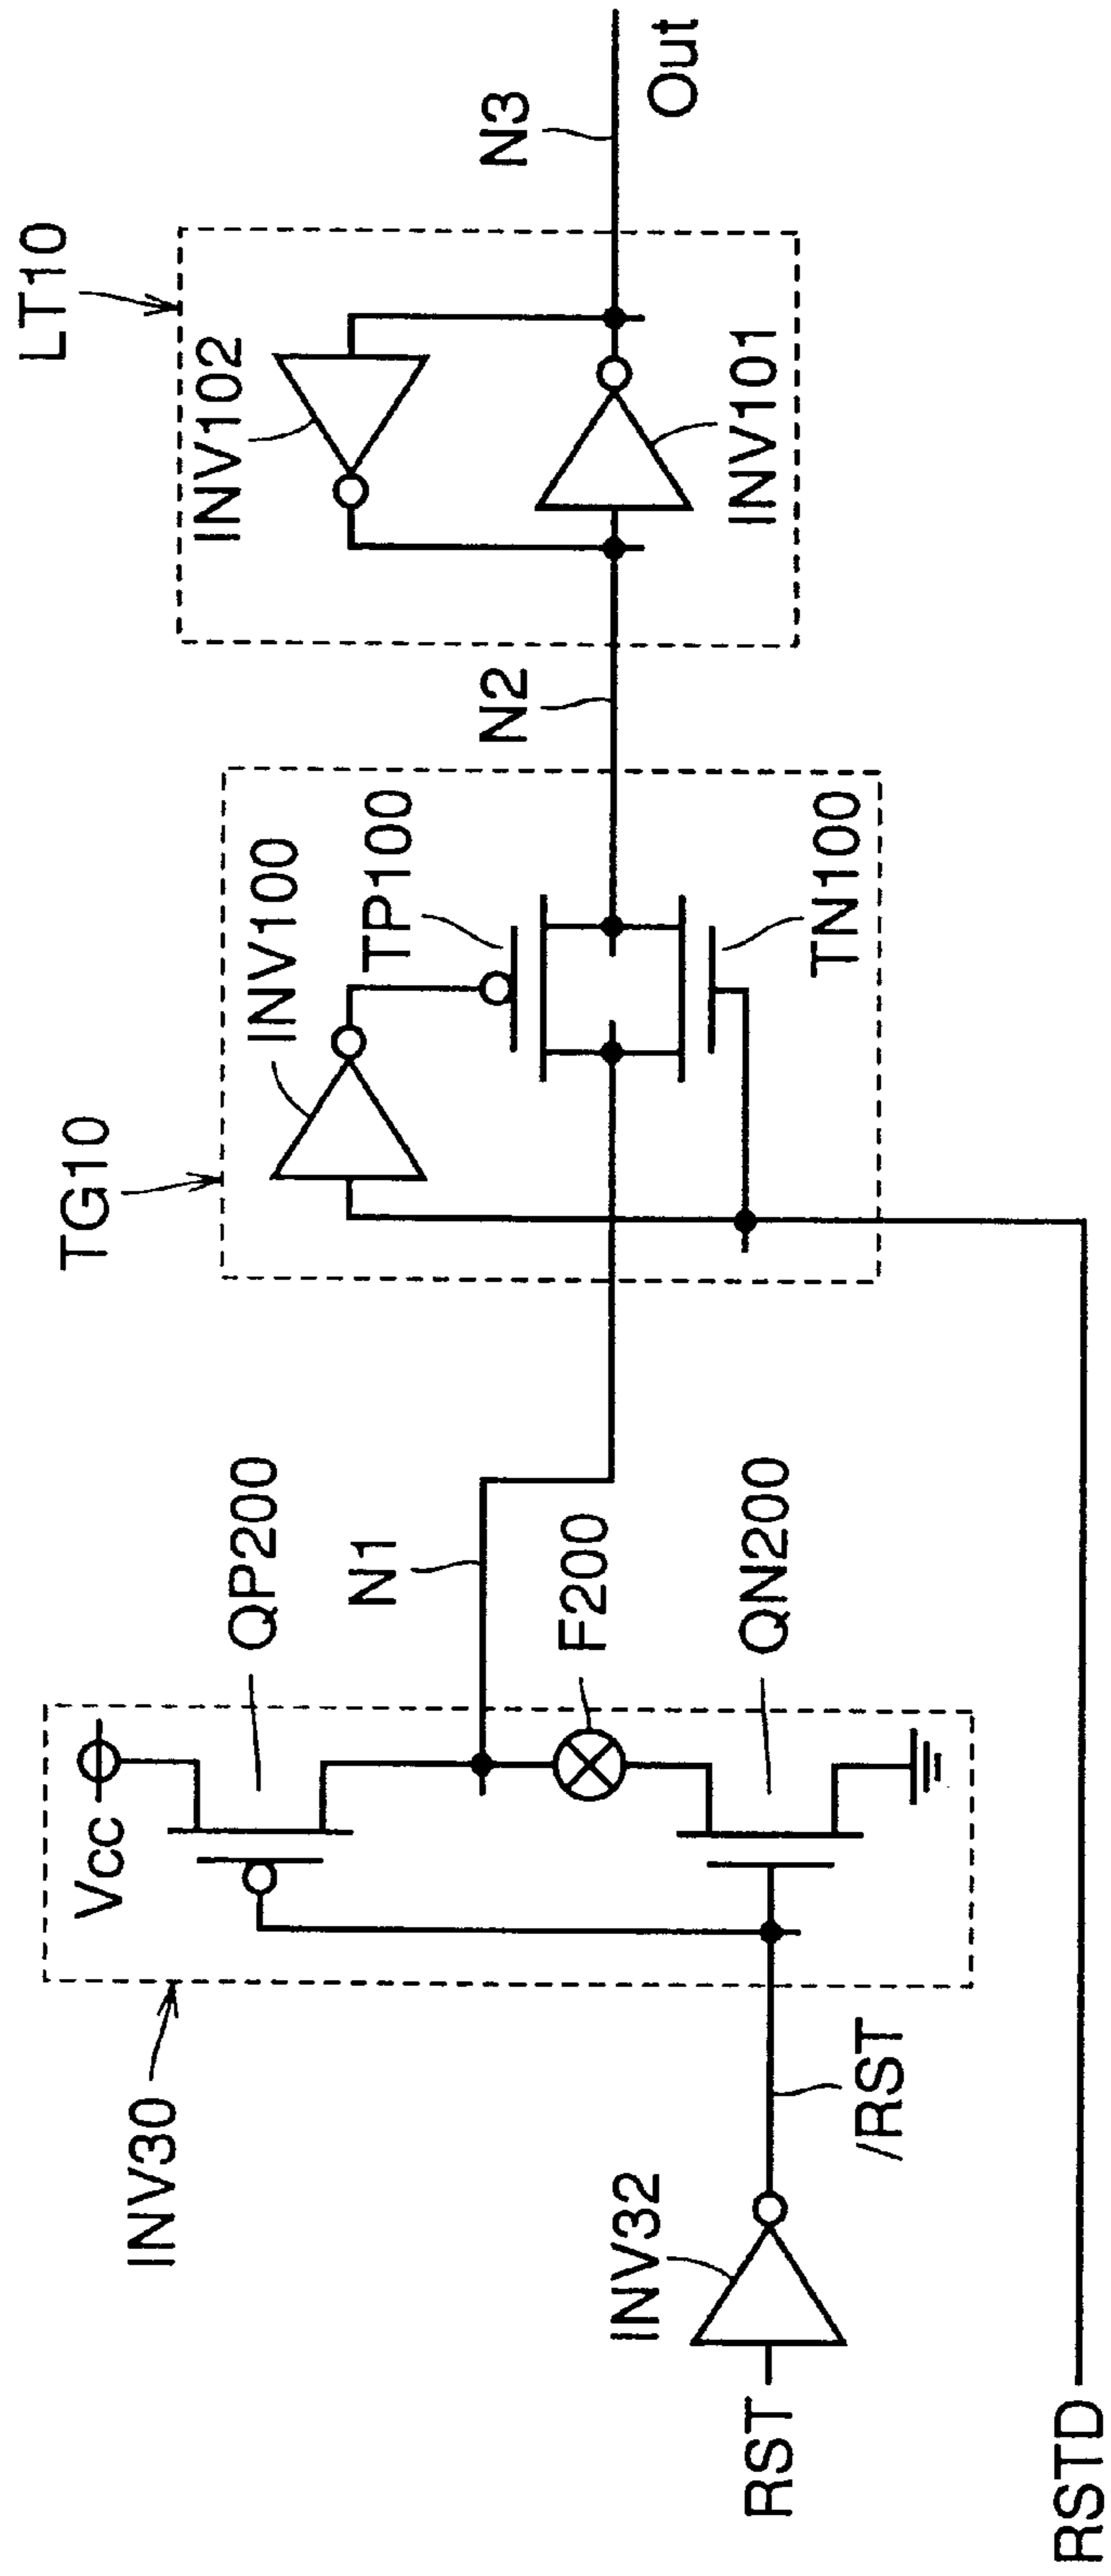 LT10
TG10
INV102
INV100
N3
TP100
N2
Out
INV101
TN100
INV30
Vcc
QP200
N1
F200
QN200
INV32
/RST
RST
RSTD